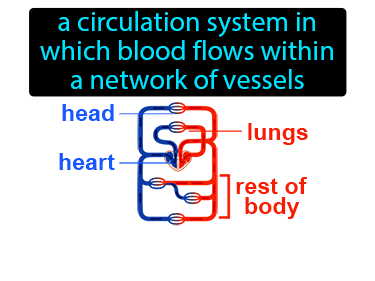 a circulation system in
which blood flows within
a network of vessels
head
lungs
heart
rest of
body